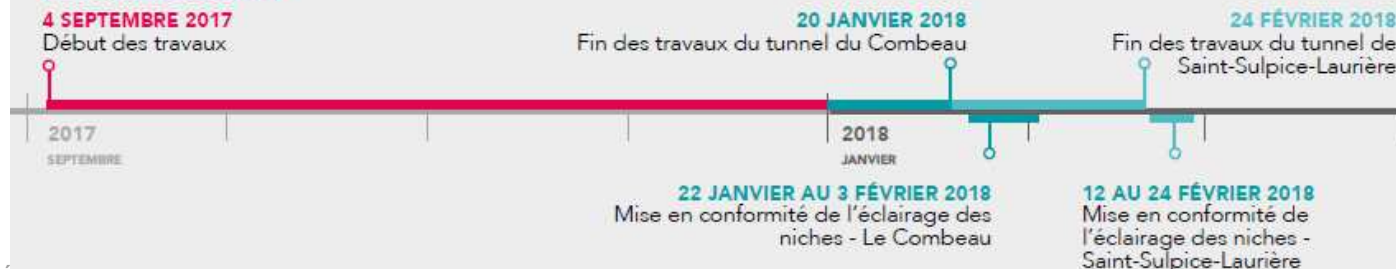 4 SEPTEMBRE 2017
Début des travaux
20 JANVIER 2018
Fin des travaux du tunnel du Combeau
24 FÉVRIER 2018
Fin des travaux du tunnel de
Saint-Sulpice-Laurière
2017
SEPTEMBRE
2018
JANVIER
22 JANVIER AU 3 FÉVRIER 2018
Mise en conformité de l'éclairage des
niches - Le Combeau
12 AU 24 FÉVRIER 2018
Mise en conformité de
l'éclairage des niches -
Saint-Sulpice-Laurière